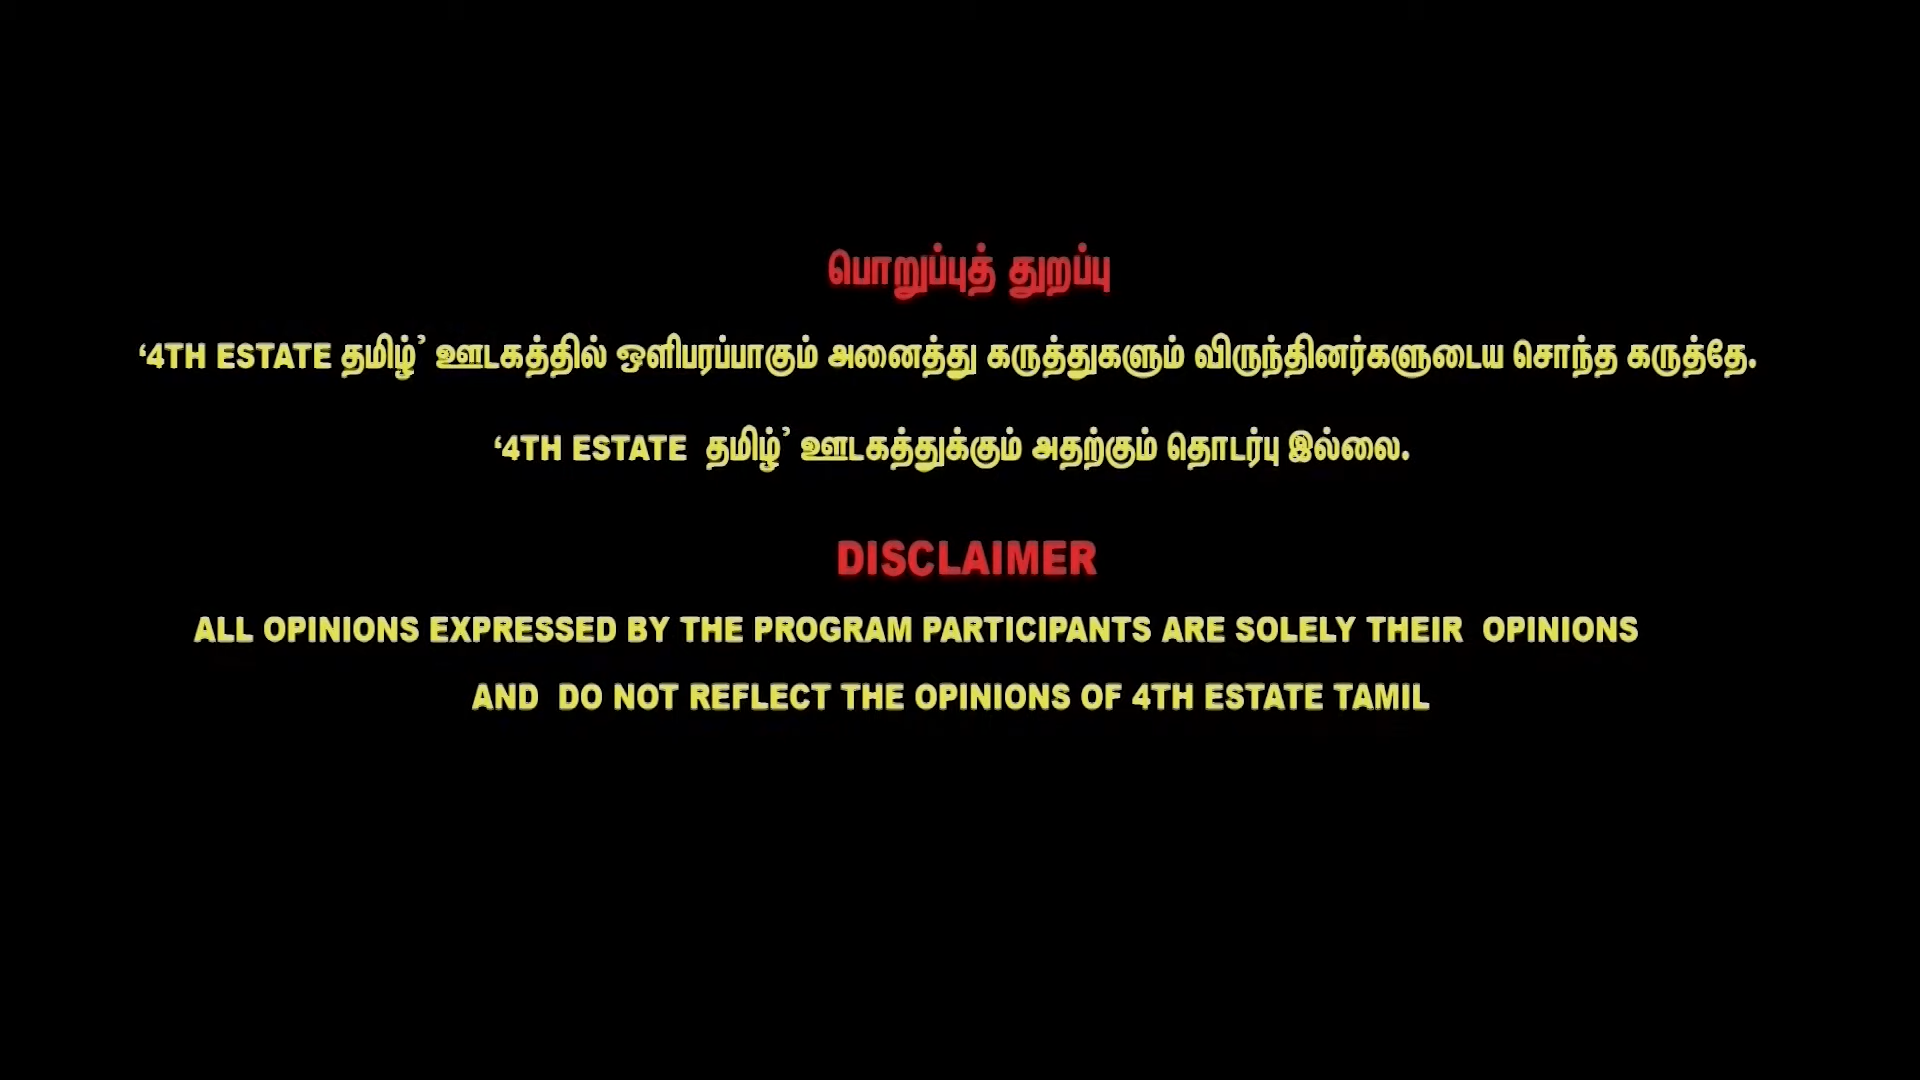 பொறுப்புத் துறப்பு
‘4TH ESTATE தமிழ்’ ஊடகத்தில் ஒளிபரப்பாகும் அனைத்து கருத்துகளும் விருந்தினர்களுடைய சொந்த கருத்தே.
‘4TH ESTATE தமிழ்’ ஊடகத்துக்கும் அதற்கும் தொடர்பு இல்லை.
DISCLAIMER
ALL OPINIONS EXPRESSED BY THE PROGRAM PARTICIPANTS ARE SOLELY THEIR OPINIONS
AND DO NOT REFLECT THE OPINIONS OF 4TH ESTATE TAMIL